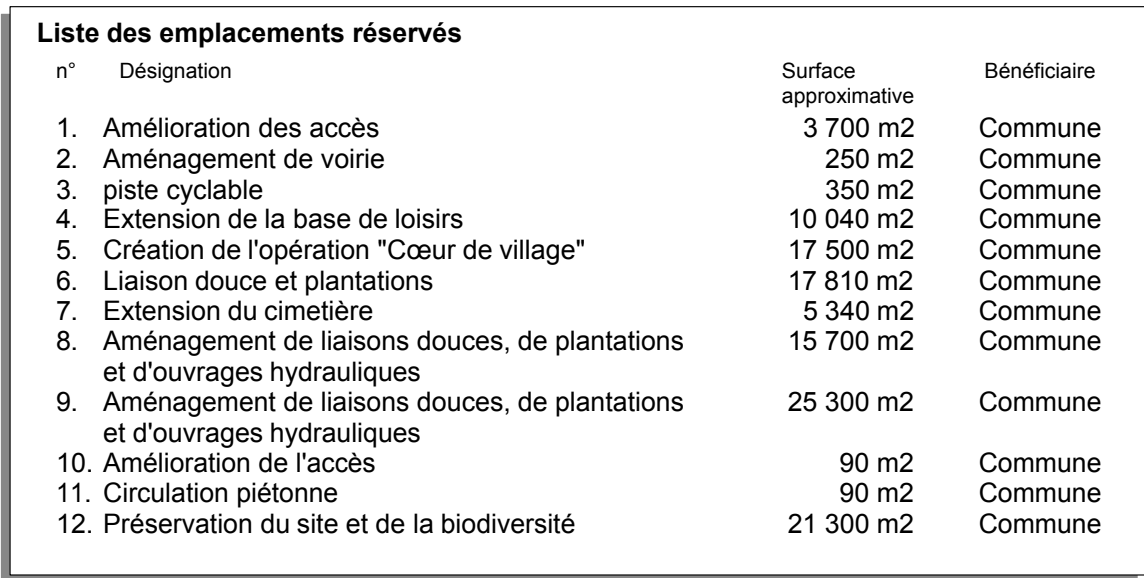 Liste des emplacements réservés
n° Désignation Surface Bénéficiaire
approximative
1. Amélioration des accès 3 700 m2 Commune
2. Aménagement de voirie 250 m2 Commune
3. piste cyclable 350 m2 Commune
4. Extension de la base de loisirs 10 040 m2 Commune
5. Création de l'opération "Cœur de village" 17 500 m2 Commune
6. Liaison douce et plantations 17 810 m2 Commune
7. Extension du cimetière 5 340 m2 Commune
8. Aménagement de liaisons douces, de plantations 15 700 m2 Commune
et d'ouvrages hydrauliques
9. Aménagement de liaisons douces, de plantations 25 300 m2 Commune
et d'ouvrages hydrauliques
10. Amélioration de l'accès 90 m2 Commune
11. Circulation piétonne 90 m2 Commune
12. Préservation du site et de la biodiversité 21 300 m2 Commune